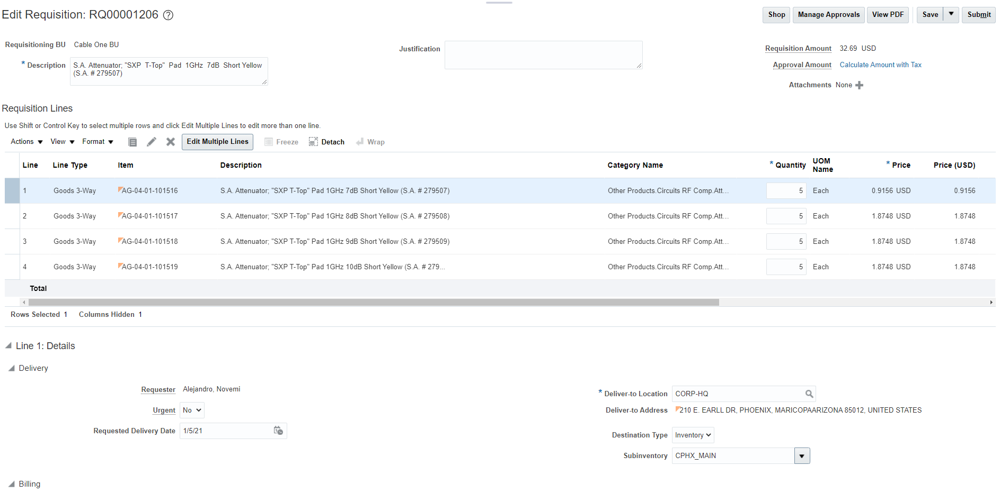 Edit Requisition: RQ00001206 ?
Shop Manage Approvals View PDF Save Submit
Requisitioning BU Cable One BU
* Description S.A. Attenuator; "SXP T-Top" Pad 1GHz 7dB Short Yellow
(S.A. # 279507)
Justification
Requisition Amount 32.69 USD
Approval Amount Calculate Amount with Tax
Attachments None
Requisition Lines
Use Shift or Control Key to select multiple rows and click Edit Multiple Lines to edit more than one line.
Actions View Format Edit Multiple Lines Freeze Detach Wrap
Line Line Type Item Description Category Name * Quantity UOM Name * Price Price (USD)
1 Goods 3-Way AG-04-01-101516 S.A. Attenuator; "SXP T-Top" Pad 1GHz 7dB Short Yellow (S.A. # 279507) Other Products.Circuits RF Comp.Att... 5 Each 0.9156 USD 0.9156
2 Goods 3-Way AG-04-01-101517 S.A. Attenuator; "SXP T-Top" Pad 1GHz 8dB Short Yellow (S.A. # 279508) Other Products.Circuits RF Comp.Att... 5 Each 1.8748 USD 1.8748
3 Goods 3-Way AG-04-01-101518 S.A. Attenuator; "SXP T-Top" Pad 1GHz 9dB Short Yellow (S.A. # 279509) Other Products.Circuits RF Comp.Att... 5 Each 1.8748 USD 1.8748
4 Goods 3-Way AG-04-01-101519 S.A. Attenuator; "SXP T-Top" Pad 1GHz 10dB Short Yellow (S.A. # 279... Other Products.Circuits RF Comp.Att... 5 Each 1.8748 USD 1.8748
Total
Rows Selected 1 Columns Hidden 1
Line 1: Details
Delivery
Requester Alejandro, Novemi
Urgent No
Requested Delivery Date 1/5/21
* Deliver-to Location CORP-HQ
Deliver-to Address 210 E. EARLL DR, PHOENIX, MARICOPAARIZONA 85012, UNITED STATES
Destination Type Inventory
Subinventory CPHX_MAIN
Billing